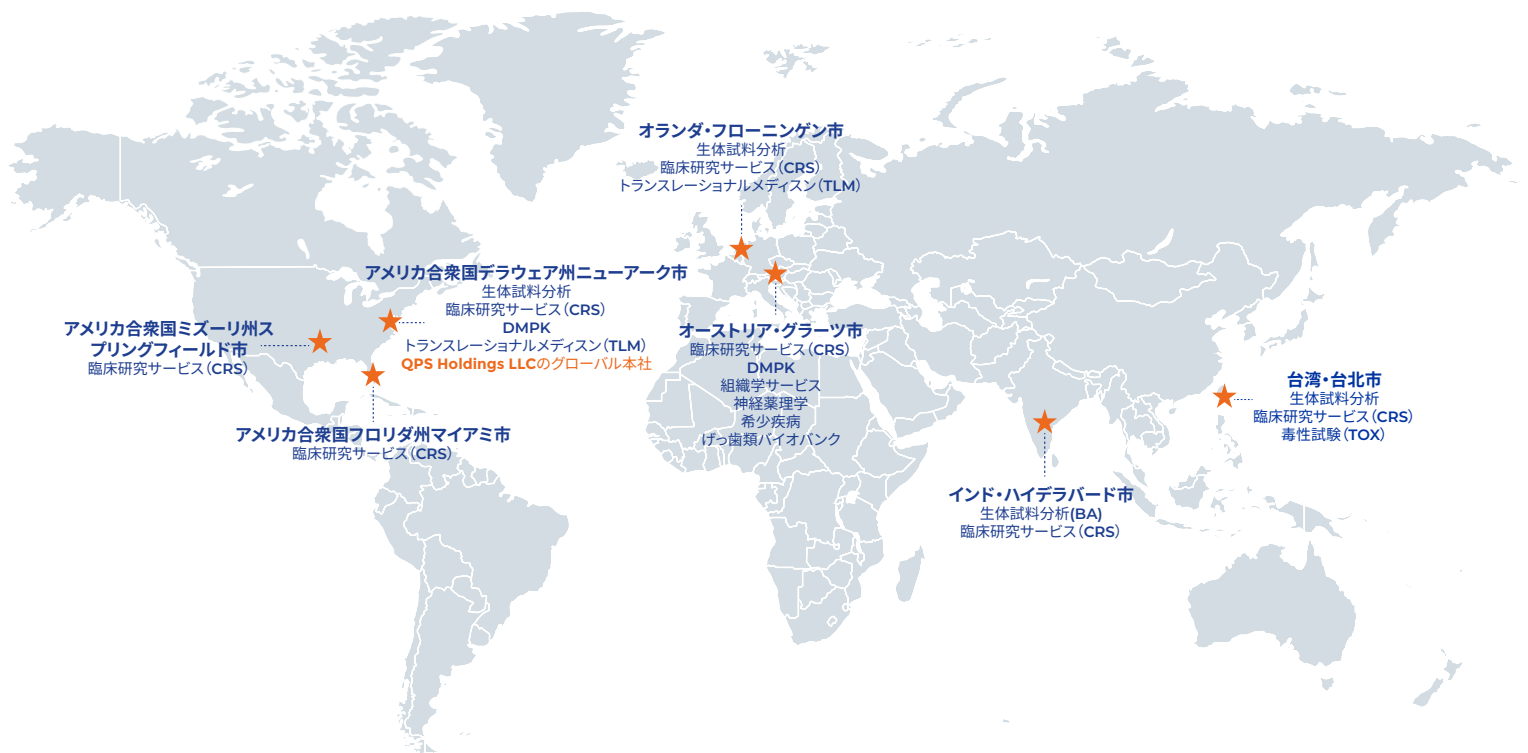 オランダ・フローニンゲン市
生体試料分析
臨床研究サービス（CRS）
トランスレーショナルメディスン（TLM）
アメリカ合衆国デラウェア州ニューアーク市
生体試料分析
臨床研究サービス（CRS）
DMPK
トランスレーショナルメディスン（TLM）
QPS Holdings LLCのグローバル本社
アメリカ合衆国ミズーリ州ス
プリングフィールド市
臨床研究サービス（CRS）
アメリカ合衆国フロリダ州マイアミ市
臨床研究サービス（CRS）
オーストリア・グラーツ市
臨床研究サービス（CRS）
DMPK
組織学サービス
神経薬理学
希少疾病
げっ歯類バイオバンク
台湾・台北市
生体試料分析
臨床研究サービス（CRS）
毒性試験（TOX）
インド・ハイデラバード市
生体試料分析(BA)
臨床研究サービス（CRS）